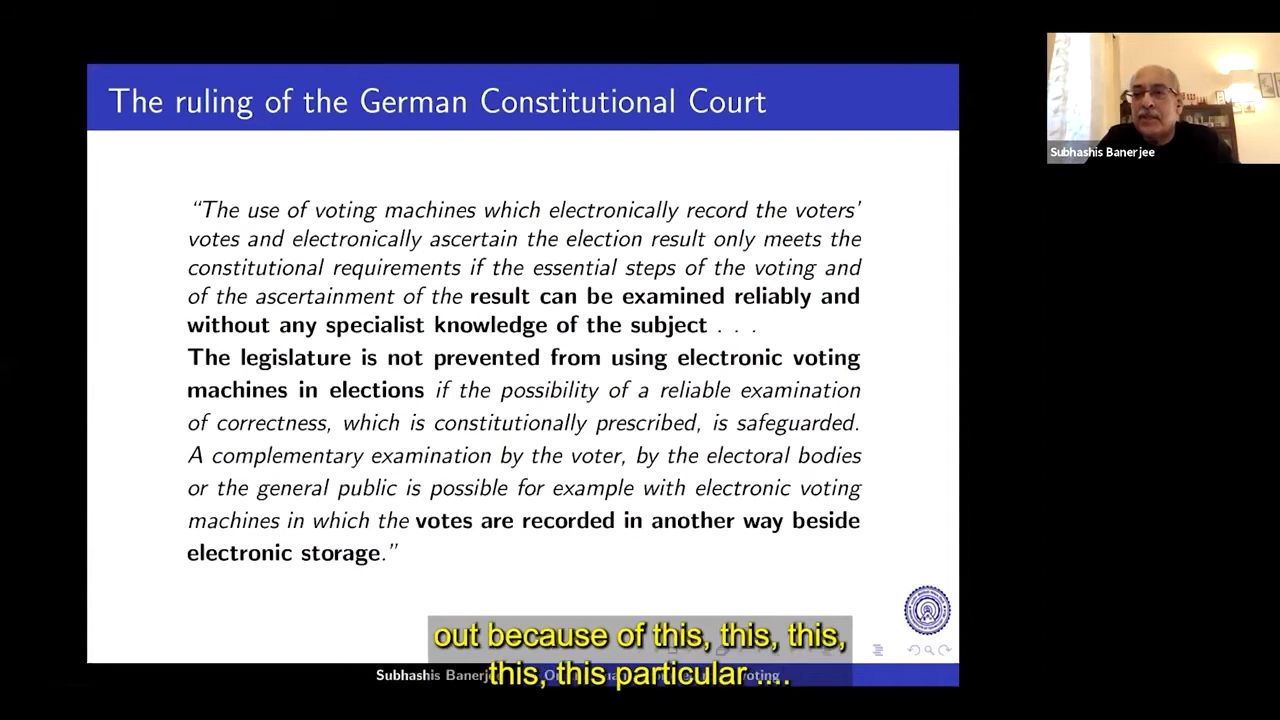 The ruling of the German Constitutional Court
Subhashis Banerjee
“The use of voting machines which electronically record the voters’
votes and electronically ascertain the election result only meets the
constitutional requirements if the essential steps of the voting and
of the ascertainment of the result can be examined reliably and
without any specialist knowledge of the subject . . .
The legislature is not prevented from using electronic voting
machines in elections if the possibility of a reliable examination
of correctness, which is constitutionally prescribed, is safeguarded.
A complementary examination by the voter, by the electoral bodies
or the general public is possible for example with electronic voting
machines in which the votes are recorded in another way beside
electronic storage.”
out because of this, this, this,
this, this particular ....
Subhashis